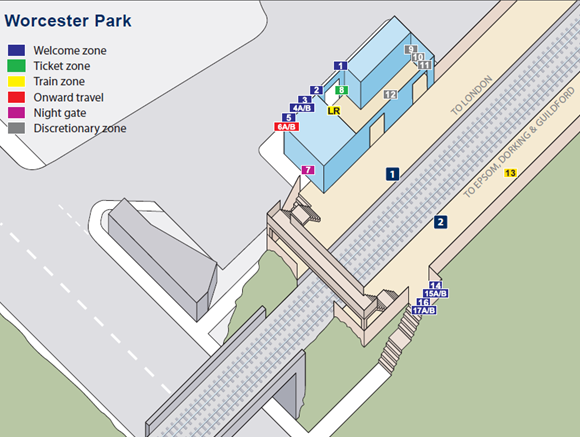 Worcester Park
Welcome zone
Ticket zone
Train zone
Onward travel
Night gate
Discretionary zone
1
2
3
4A/B
5
6A/B
7
8
LR
9
10
11
12
TO LONDON
TO EPSOM, DORKING & GUILDFORD
1
2
13
14
15A/B
16
17A/B